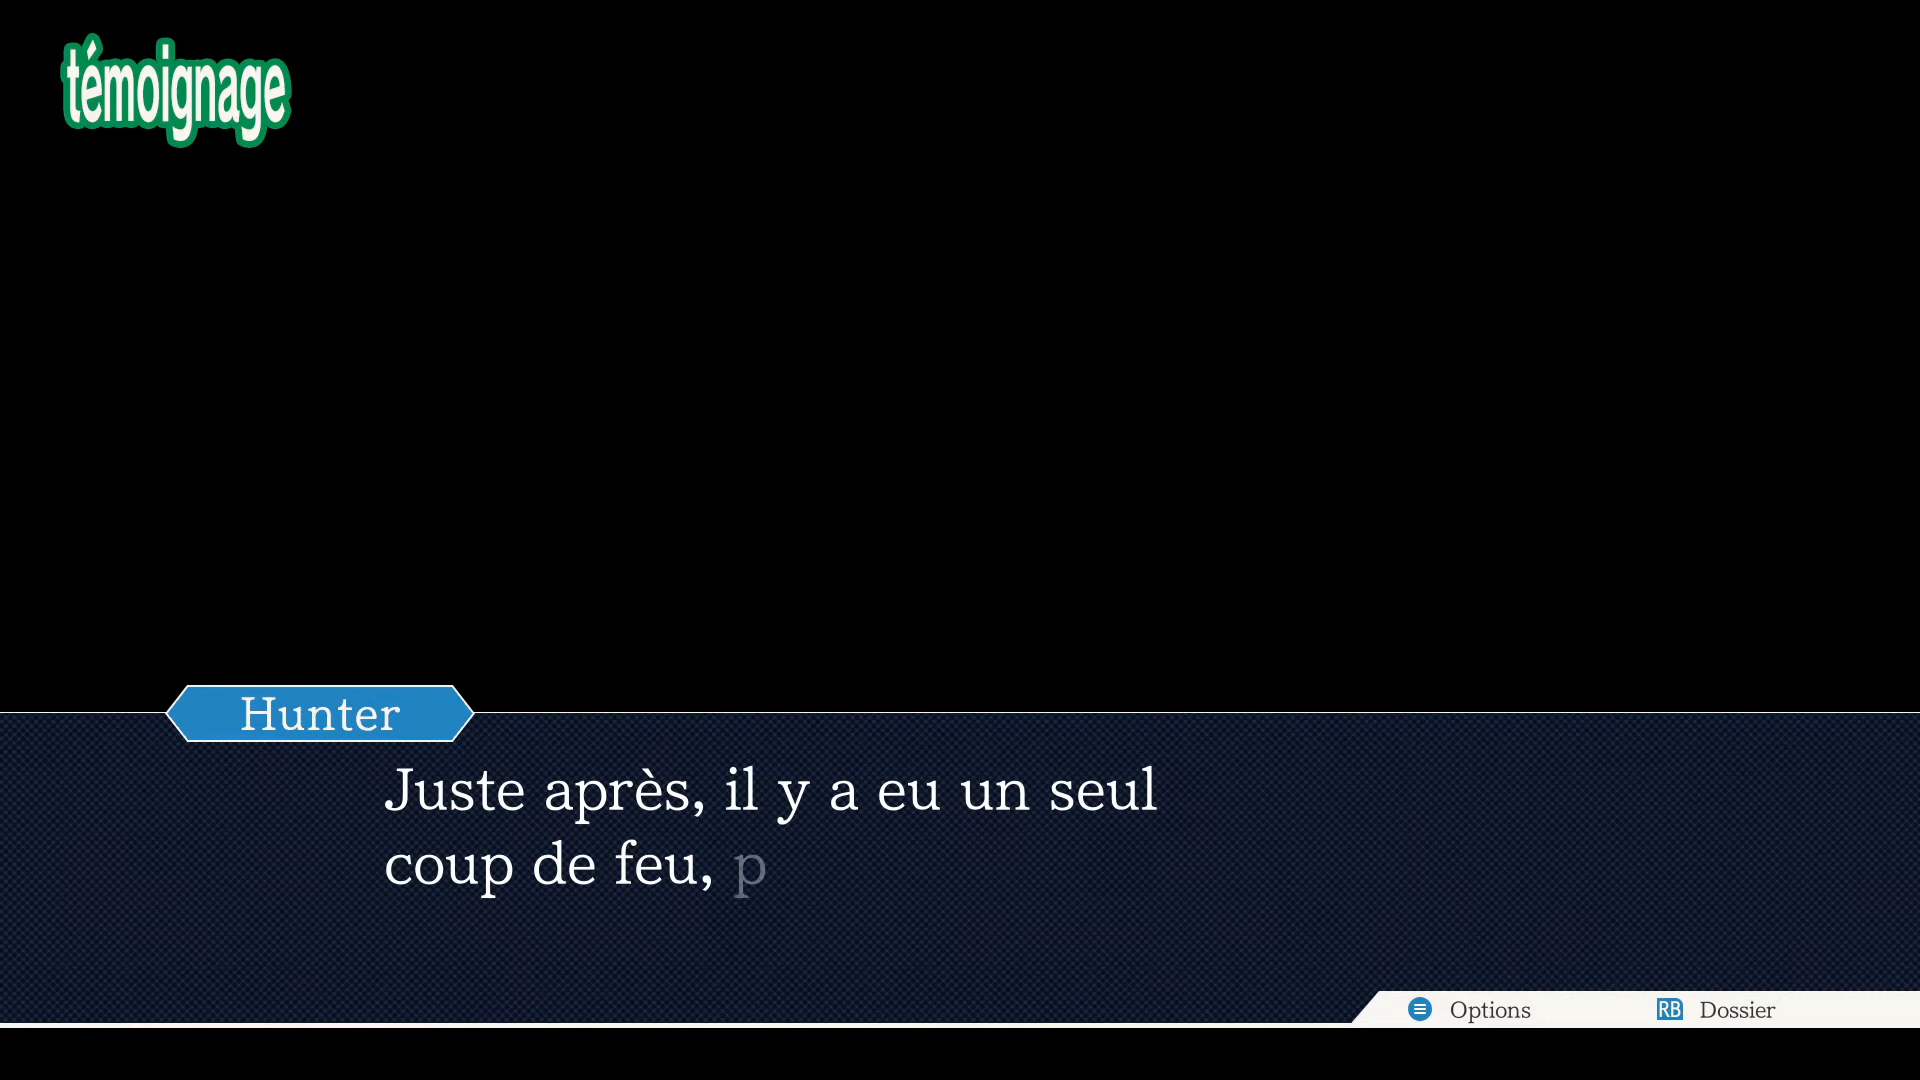 témoignage
Hunter
Juste après, il y a eu un seul
coup de feu, p
Options
RB Dossier